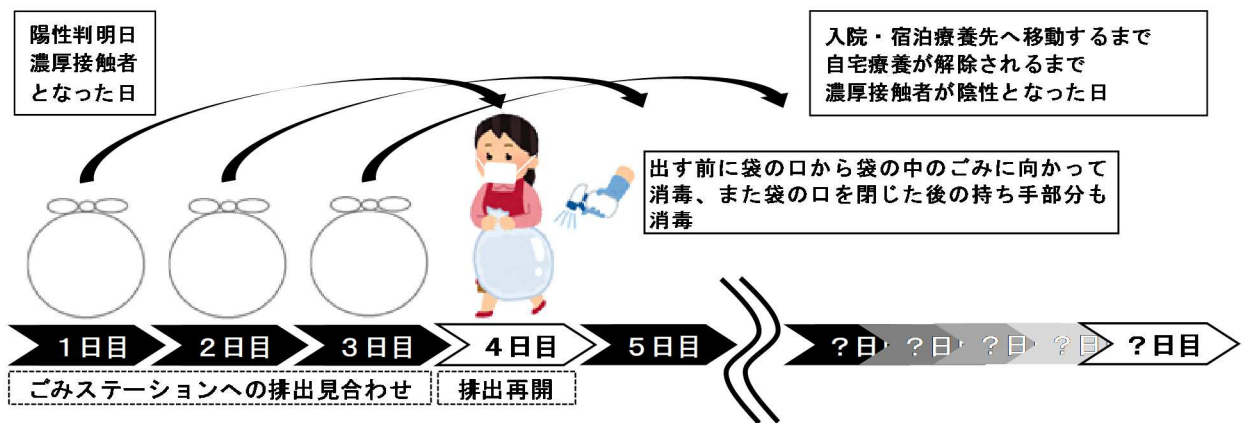 陽性判明日
濃厚接触者
となった日
入院・宿泊療養先へ移動するまで
自宅療養が解除されるまで
濃厚接触者が陰性となった日
出す前に袋の口から袋の中のごみに向かって
消毒、また袋の口を閉じた後の持ち手部分も
消毒
1日目 2日目 3日目 4日目 5日目 ?日 ?日 ?日 ?日 ?日目
ごみステーションへの排出見合わせ 排出再開